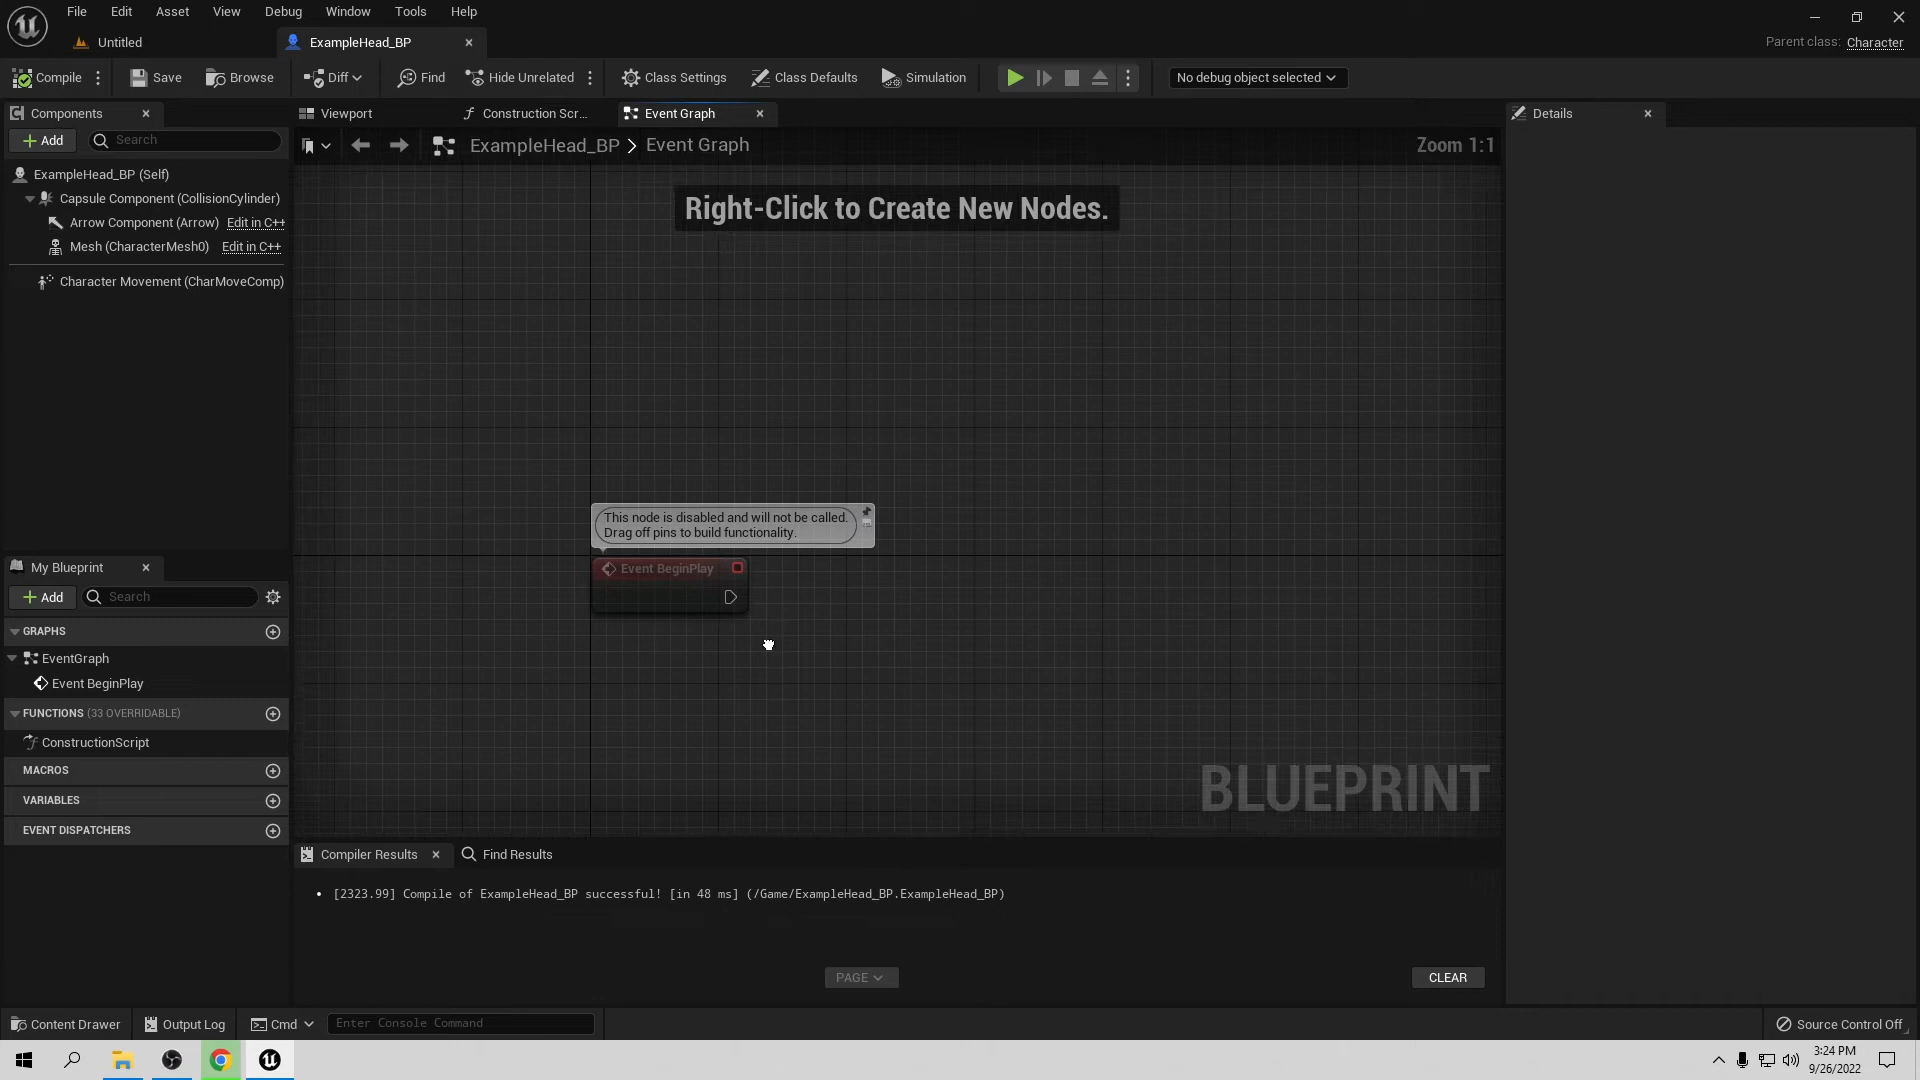 File Edit Asset View Window Debug Tools Help
Untitled
ExampleHead_BP
Parent class: Character
Compile
Save
Browse
Diff
Find
Hide Unrelated
Class Settings
Class Defaults
Simulation
No debug object selected
Components
Add
Search
ExampleHead_BP (Self)
Capsule Component (CollisionCylinder)
Arrow Component (Arrow) Edit in C++
Mesh (CharacterMesh0) Edit in C++
Character Movement (CharMoveComp)
My Blueprint
Add
Search
GRAPHS
EventGraph
Event BeginPlay
FUNCTIONS (33 OVERRIDABLE)
ConstructionScript
MACROS
VARIABLES
EVENT DISPATCHERS
Viewport
Construction Scr...
Event Graph
ExampleHead_BP > Event Graph
Zoom 1:1
Right-Click to Create New Nodes.
This node is disabled and will not be called.
Drag off pins to build functionality.
Event BeginPlay
BLUEPRINT
Details
Compiler Results
Find Results
[2323.99] Compile of ExampleHead_BP successful! [in 48 ms] (/Game/ExampleHead_BP.ExampleHead_BP)
PAGE
CLEAR
Content Drawer
Output Log
Cmd
Enter Console Command
Source Control Off
3:24 PM
9/26/2022